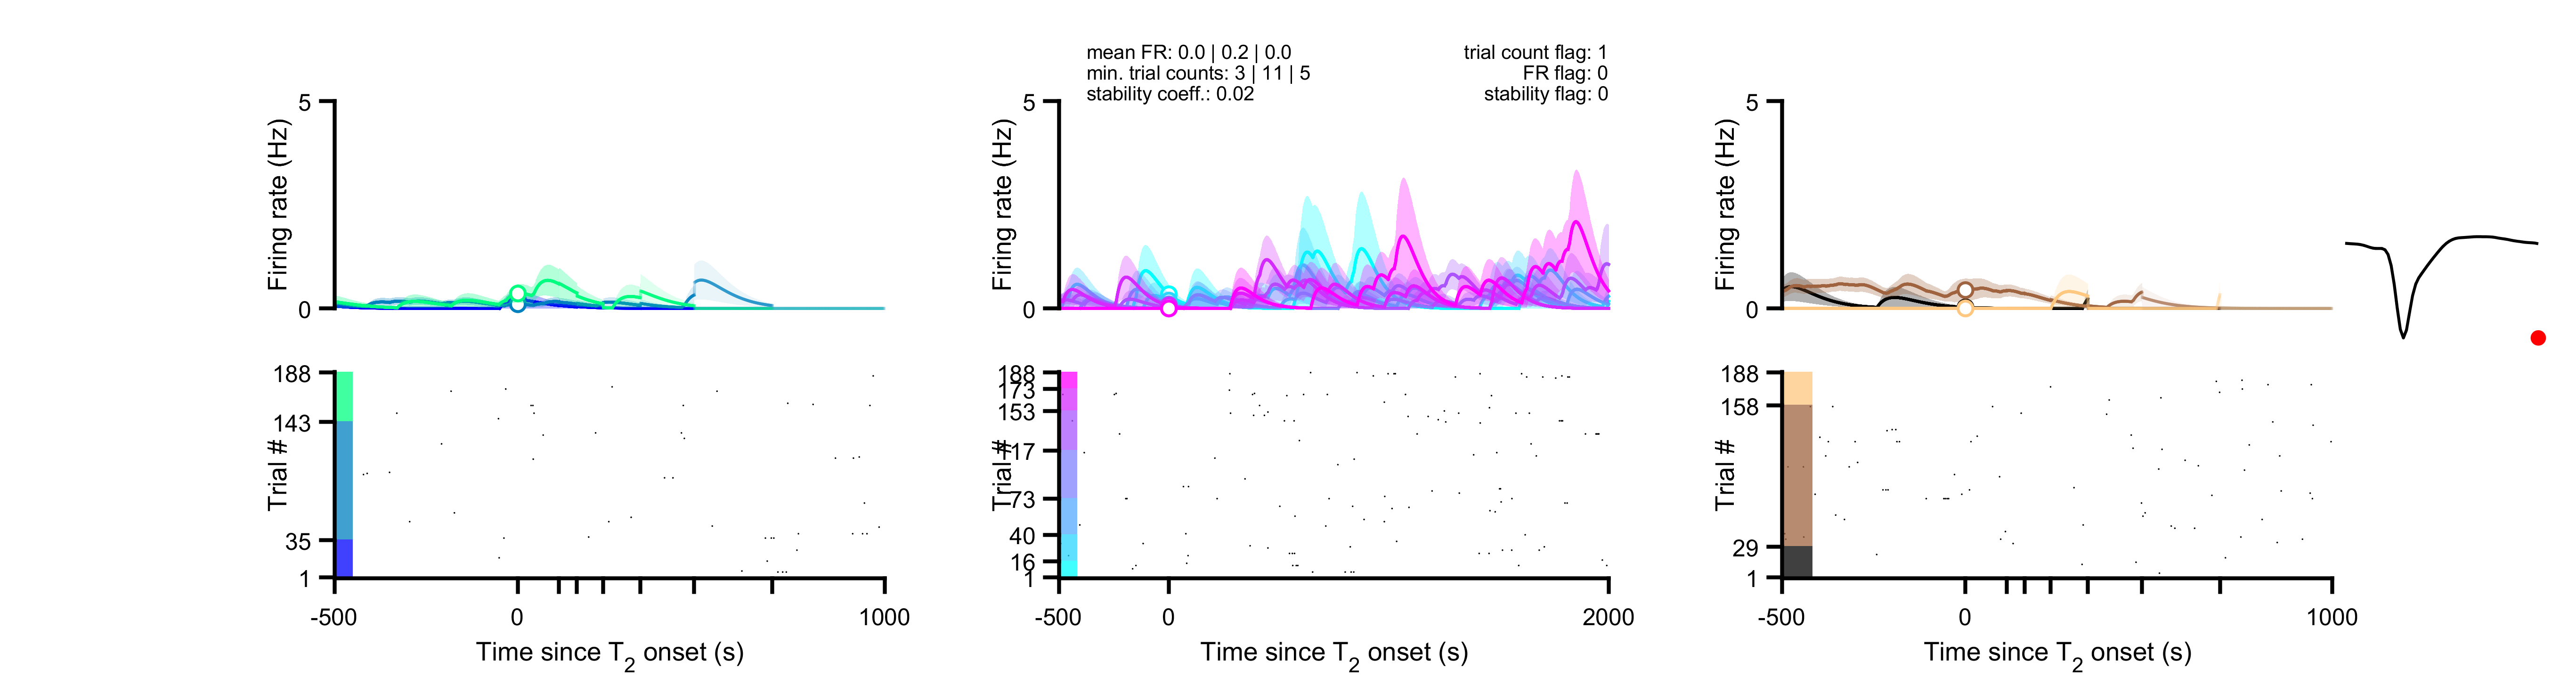 mean FR: 0.0 | 0.2 | 0.0
min. trial counts: 3 | 11 | 5
stability coeff.: 0.02
trial count flag: 1
FR flag: 0
stability flag: 0
5
0
Firing rate (Hz)
188
143
35
1
Trial #
-500
0
1000
Time since T2 onset (s)
5
0
Firing rate (Hz)
188
173
153
117
73
40
16
1
Trial #
-500
0
2000
Time since T2 onset (s)
5
0
Firing rate (Hz)
188
158
29
1
Trial #
-500
0
1000
Time since T2 onset (s)